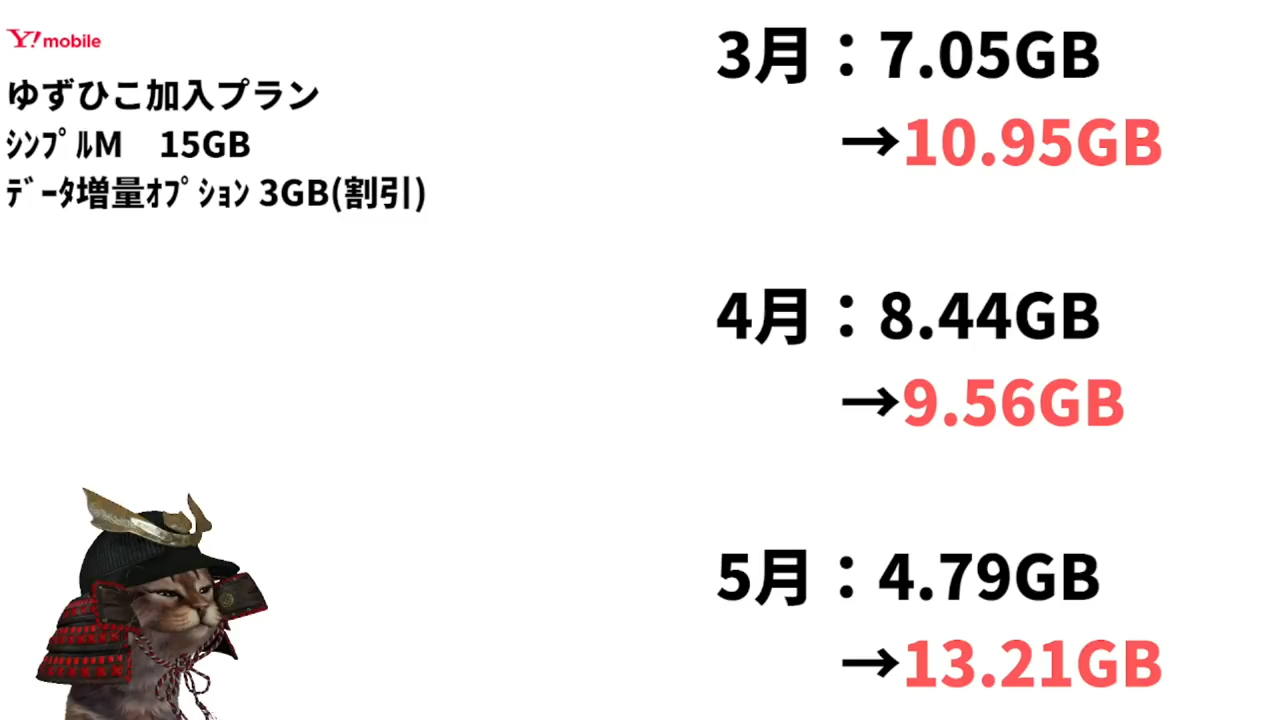 Y!mobile
ゆずひこ加入プラン
ｼﾝﾌﾟﾙM　15GB
ﾃﾞｰﾀ増量ｵﾌﾟｼｮﾝ 3GB(割引)
3月：7.05GB
→10.95GB
4月：8.44GB
→9.56GB
5月：4.79GB
→13.21GB